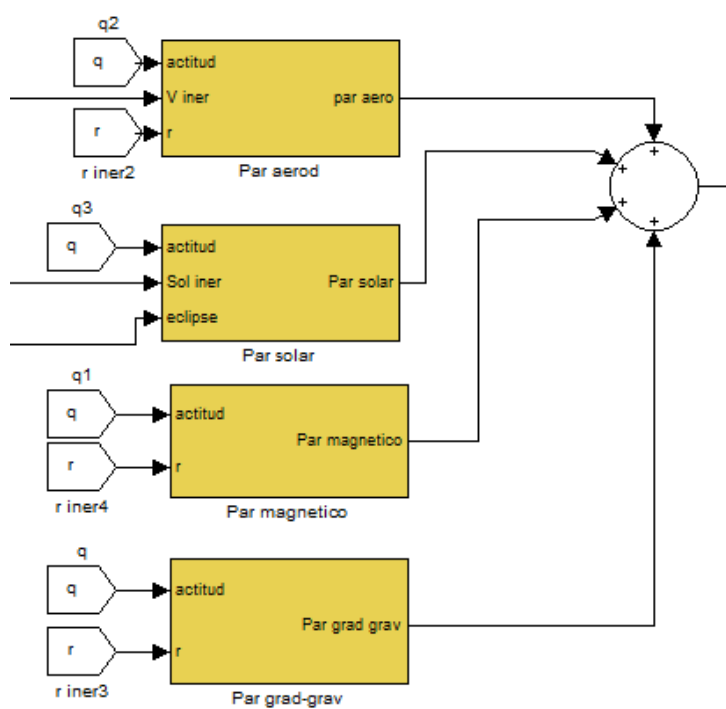 q2
q
actitud
V iner
par aero
r
r iner2
Par aerod
+
+
+
+
q3
q
actitud
Sol iner
Par solar
eclipse
Par solar
q1
q
actitud
Par magnetico
r
r iner4
Par magnetico
q
q
actitud
Par grad grav
r
r iner3
Par grad-grav